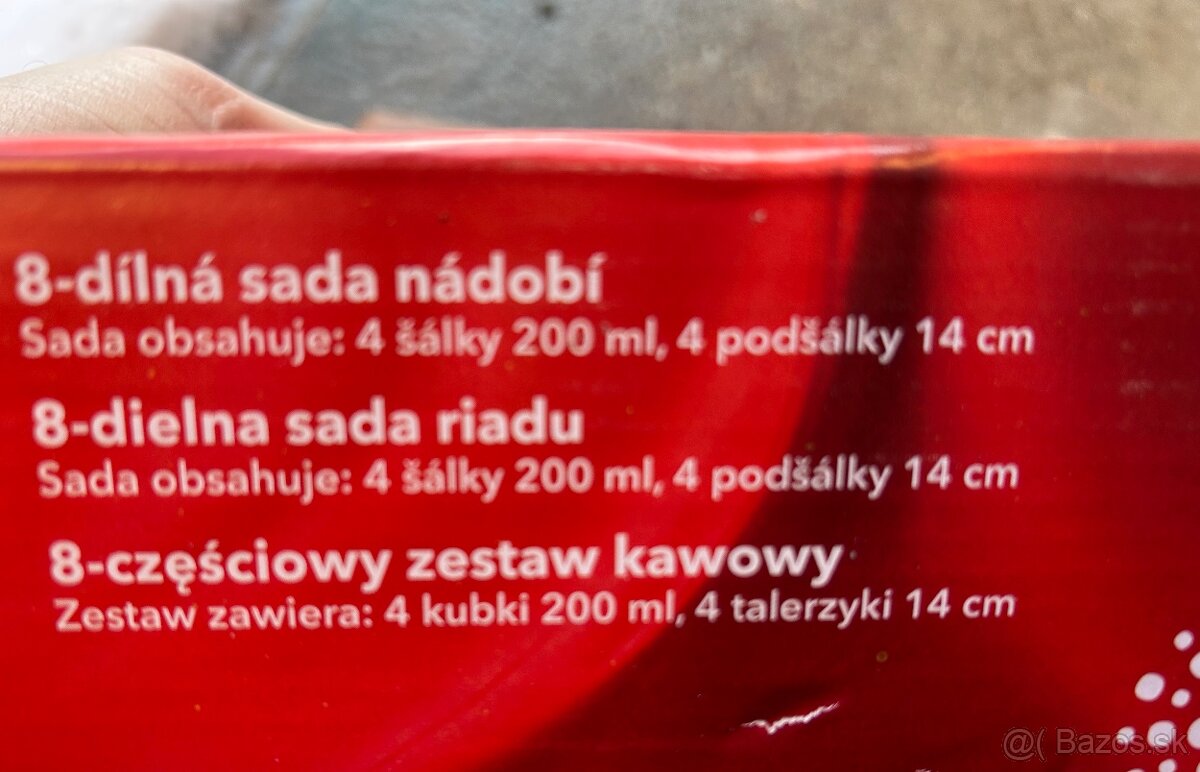 8-dílná sada nádobí
Sada obsahuje: 4 šálky 200 ml, 4 podšálky 14 cm
8-dielna sada riadu
Sada obsahuje: 4 šálky 200 ml, 4 podšálky 14 cm
8-częściowy zestaw kawowy
Zestaw zawiera: 4 kubki 200 ml, 4 talerzyki 14 cm
@( Bazos.sk